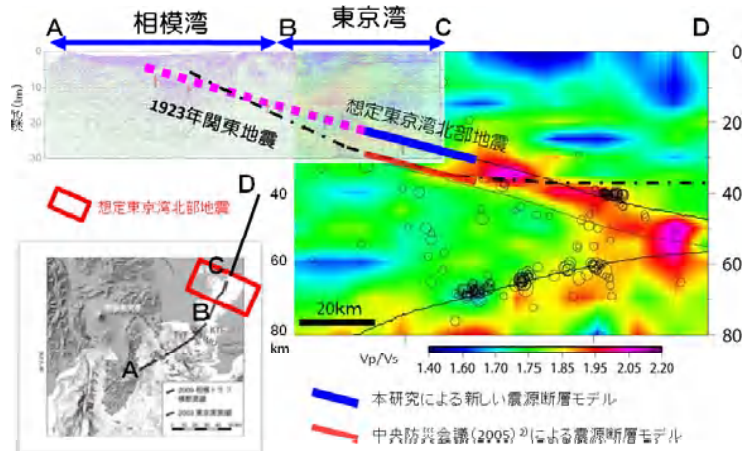 相模湾
東京湾
A
B
C
D
0
10
20
30
深さ(km)
1923年関東地震
想定東京湾北部地震
0
20
40
60
80
40
60
80
km
20km
Vp/Vs
1.40 1.60 1.70 1.75 1.85 1.95 2.05 2.20
想定東京湾北部地震
D
C
B
A
本研究による新しい震源断層モデル
中央防災会議(2005)2)による震源断層モデル